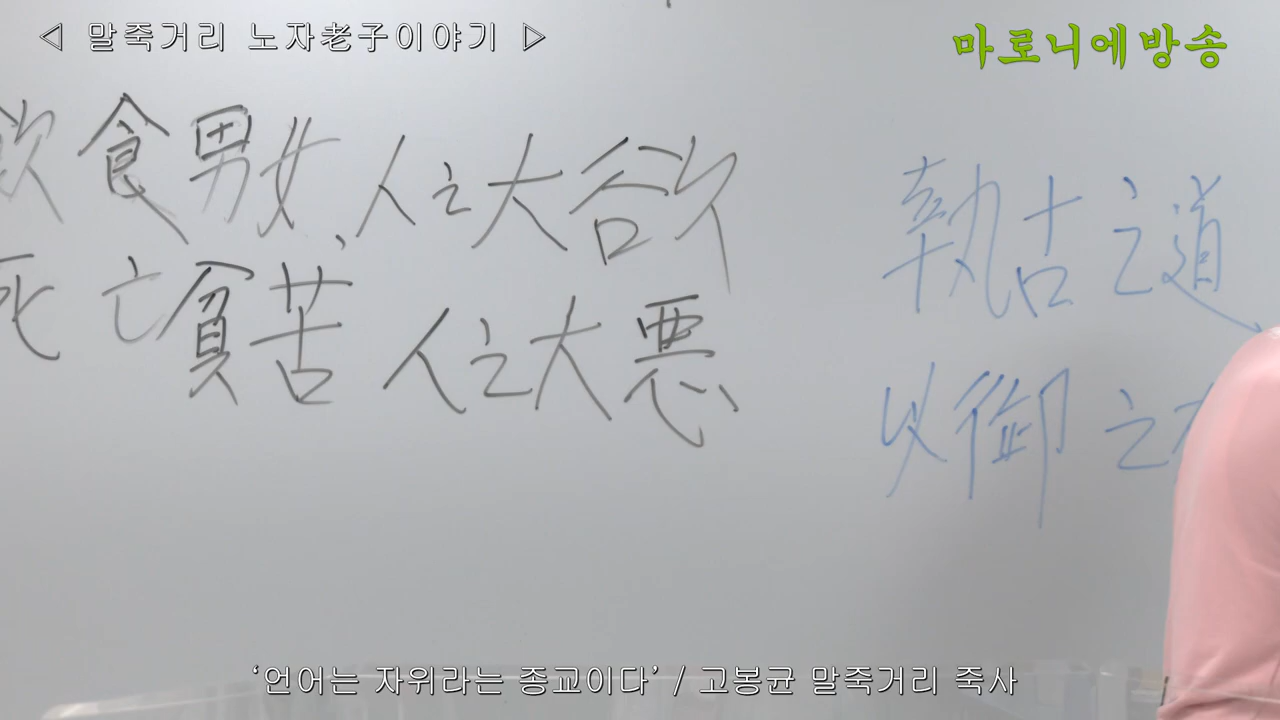 ◁ 말죽거리 노자老子이야기 ▷
마로니에방송
飮食男女、人之大欲
死亡貧苦、人之大悪
執古之道
以御之
‘언어는 자위라는 종교이다’ / 고봉균 말죽거리 죽사